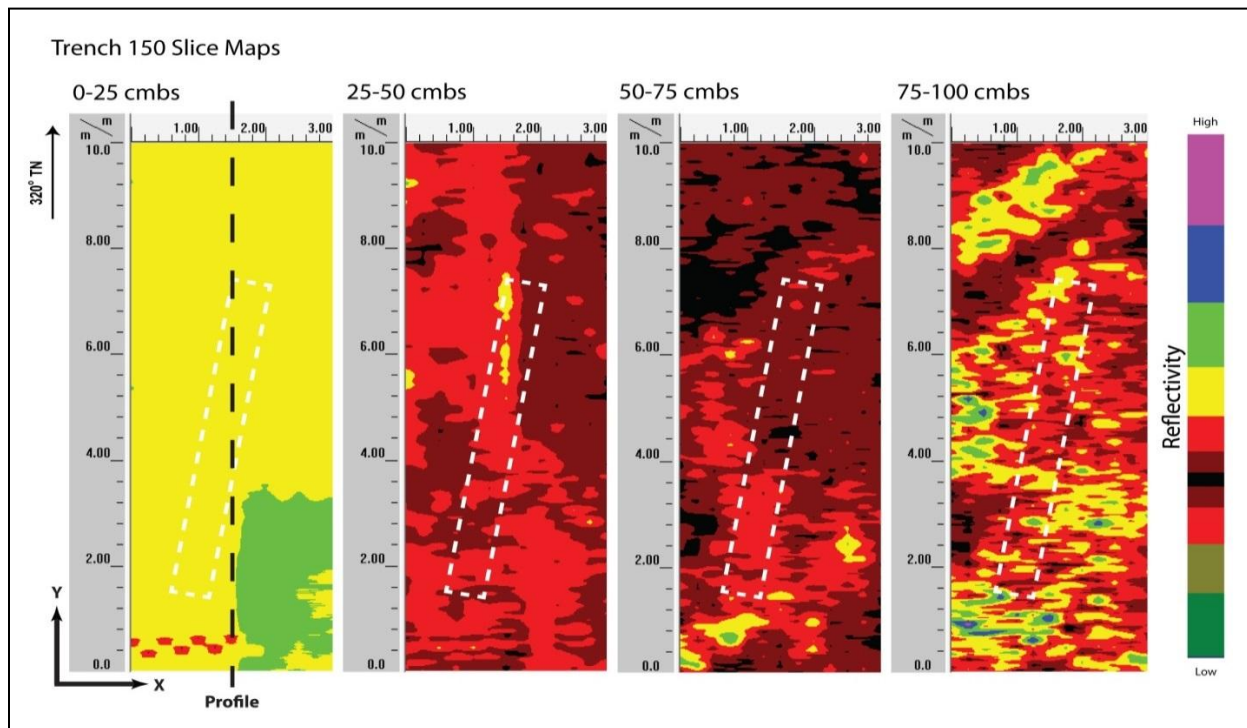 Trench 150 Slice Maps
0-25 cmbs
25-50 cmbs
50-75 cmbs
75-100 cmbs
m
m
1.00
2.00
3.00
m
m
1.00
2.00
3.00
m
m
1.00
2.00
3.00
m
m
1.00
2.00
3.00
High
320° TN
10.0
8.00
6.00
4.00
2.00
0.0
10.0
8.00
6.00
4.00
2.00
0.0
10.0
8.00
6.00
4.00
2.00
0.0
10.0
8.00
6.00
4.00
2.00
0.0
Reflectivity
Low
Y
X
Profile